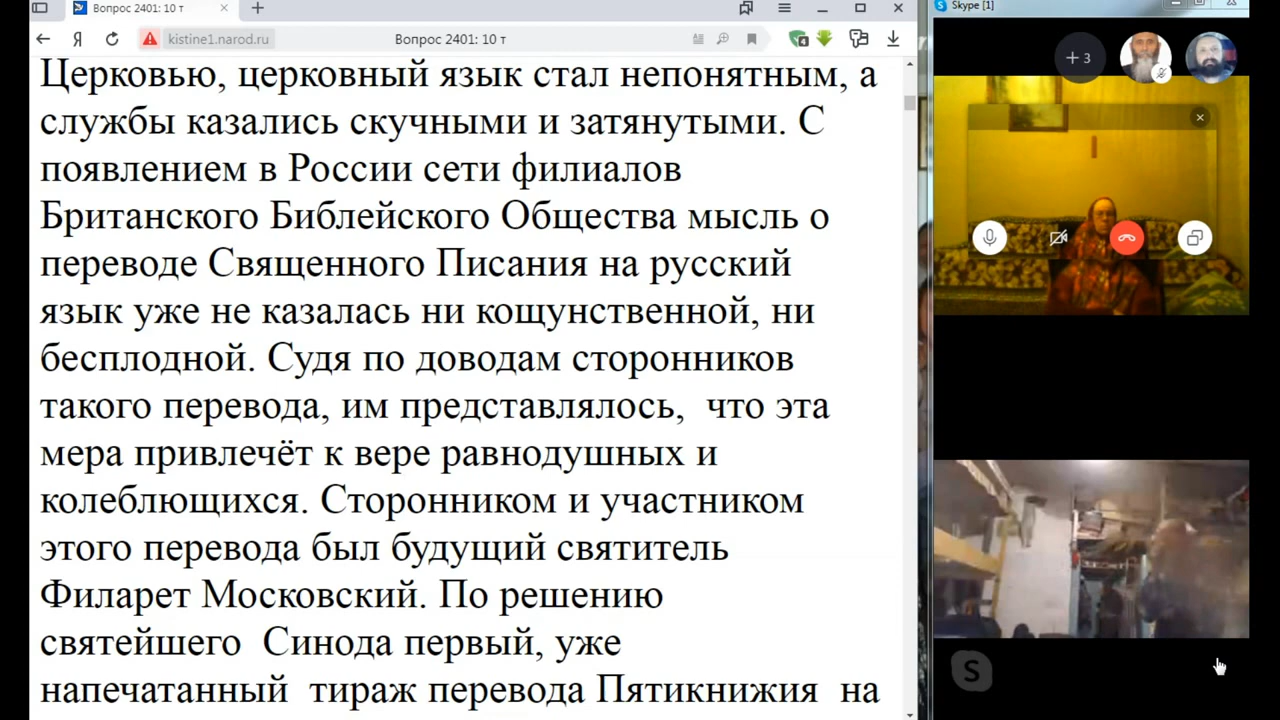 Вопрос 2401: 10 т
Skype [1]
Я
kistine1.narod.ru
Вопрос 2401: 10 т
4
+3
Церковью, церковный язык стал непонятным, а
службы казались скучными и затянутыми. С
появлением в России сети филиалов
Британского Библейского Общества мысль о
переводе Священного Писания на русский
язык уже не казалась ни кощунственной, ни
бесплодной. Судя по доводам сторонников
такого перевода, им представлялось, что эта
мера привлечёт к вере равнодушных и
колеблющихся. Сторонником и участником
этого перевода был будущий святитель
Филарет Московский. По решению
святейшего Синода первый, уже
напечатанный тираж перевода Пятикнижия на
S